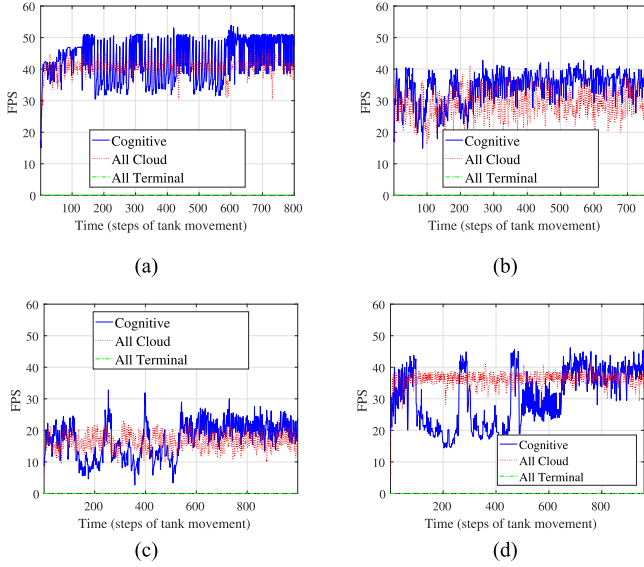 60
50
40
30
20
10
0
FPS
Cognitive
All Cloud
All Terminal
100 200 300 400 500 600 700 800
Time (steps of tank movement)
(a)
60
50
40
30
20
10
0
FPS
Cognitive
All Cloud
All Terminal
100 200 300 400 500 600 700
Time (steps of tank movement)
(b)
60
50
40
30
20
10
0
FPS
Cognitive
All Cloud
All Terminal
200 400 600 800
Time (steps of tank movement)
(c)
60
50
40
30
20
10
0
FPS
Cognitive
All Cloud
All Terminal
200 400 600 800
Time (steps of tank movement)
(d)